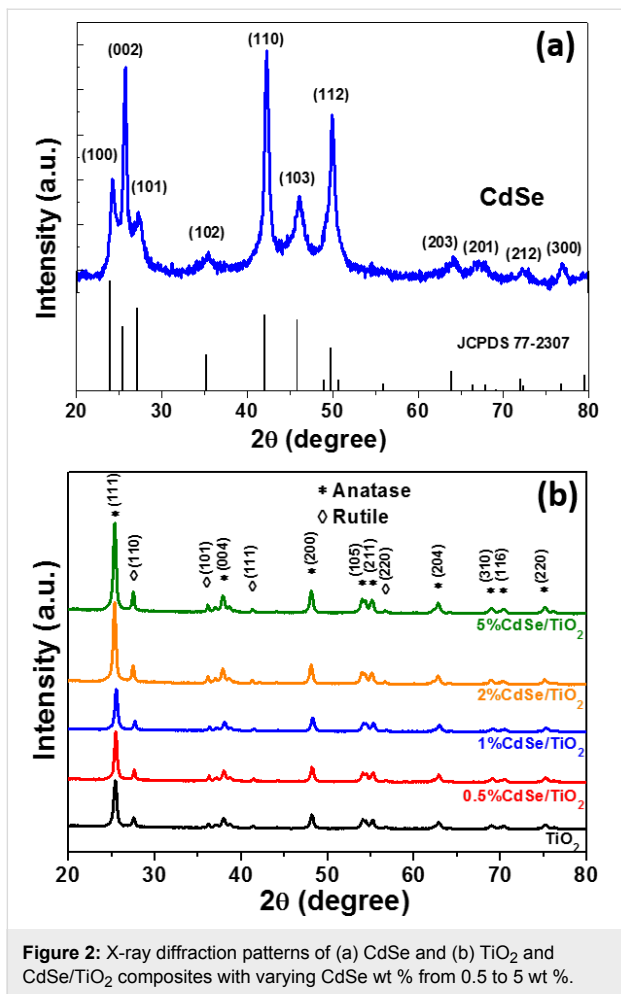 (a)
(002)
(110)
(112)
(100)
(101)
(103)
(102)
CdSe
(203)
(201)
(212)
(300)
JCPDS 77-2307
Intensity (a.u.)
20 30 40 50 60 70 80
2θ (degree)
(b)
* Anatase
◊ Rutile
* (111)
◊ (110)
◊ (101)
* (004)
◊ (111)
* (200)
* (105)
* (211)
◊ (220)
* (204)
* (310)
* (116)
* (220)
5%CdSe/TiO₂
2%CdSe/TiO₂
1%CdSe/TiO₂
0.5%CdSe/TiO₂
TiO₂
Intensity (a.u.)
20 30 40 50 60 70 80
2θ (degree)
Figure 2: X-ray diffraction patterns of (a) CdSe and (b) TiO₂ and
CdSe/TiO₂ composites with varying CdSe wt % from 0.5 to 5 wt %.